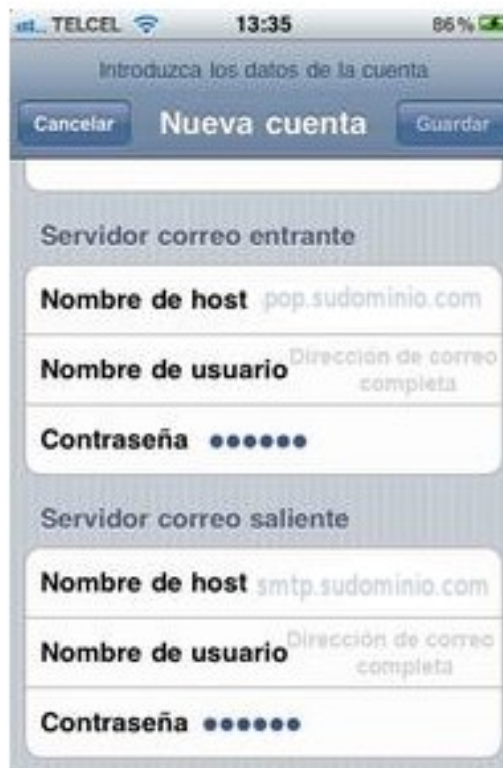 TELCEL 13:35 86 %
Introduzca los datos de la cuenta
Cancelar Nueva cuenta Guardar
Servidor correo entrante
Nombre de host pop.sudominio.com
Nombre de usuario Dirección de correo completa
Contraseña ●●●●●●
Servidor correo saliente
Nombre de host smtp.sudominio.com
Nombre de usuario Dirección de correo completa
Contraseña ●●●●●●